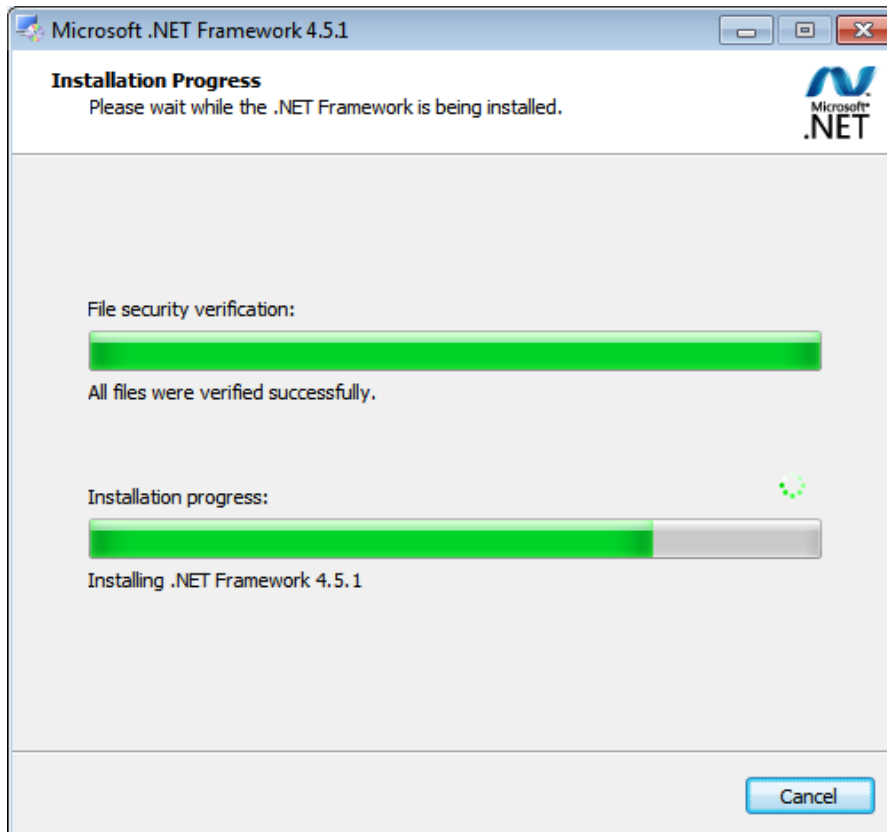 Microsoft .NET Framework 4.5.1
Installation Progress
Please wait while the .NET Framework is being installed.
Microsoft
.NET
File security verification:
All files were verified successfully.
Installation progress:
Installing .NET Framework 4.5.1
Cancel